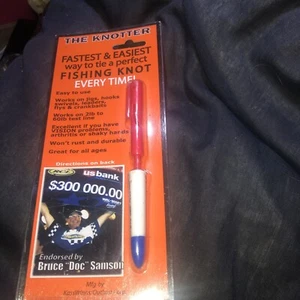 THE KNOTTER
FASTEST & EASIEST
way to tie a perfect
FISHING KNOT
EVERY TIME!
Easy to use
Works on jigs, hooks
swivels, leaders,
flys & crankbaits
Works on 2lb to
test line
Excellent if you have
VISION problems,
arthritis or shaky hands
Won't rust and durable
Great for all ages
Directions on back
usbank
$300 000.00
Endorsed by
Bruce "Doc" Samson
Mfg by